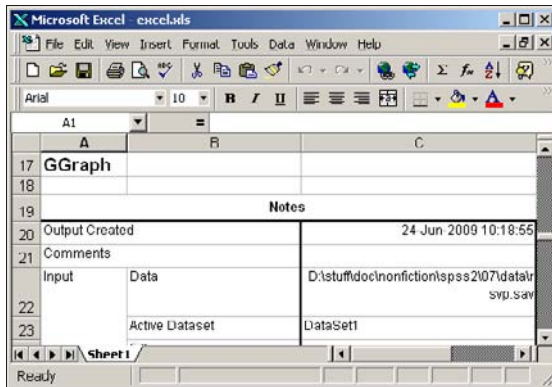 Microsoft Excel - excel.xls
File Edit View Insert Format Tools Data Window Help
Arial 10 B I U
A1 =
A B C
17 GGraph
18
19 Notes
20 Output Created 24-Jun-2009 10:18:55
21 Comments
Input Data D:\stuff\doc\nonfiction\spss2\07\data\r
22 svp.sav
23 Active Dataset DataSet1
Sheet1
Ready